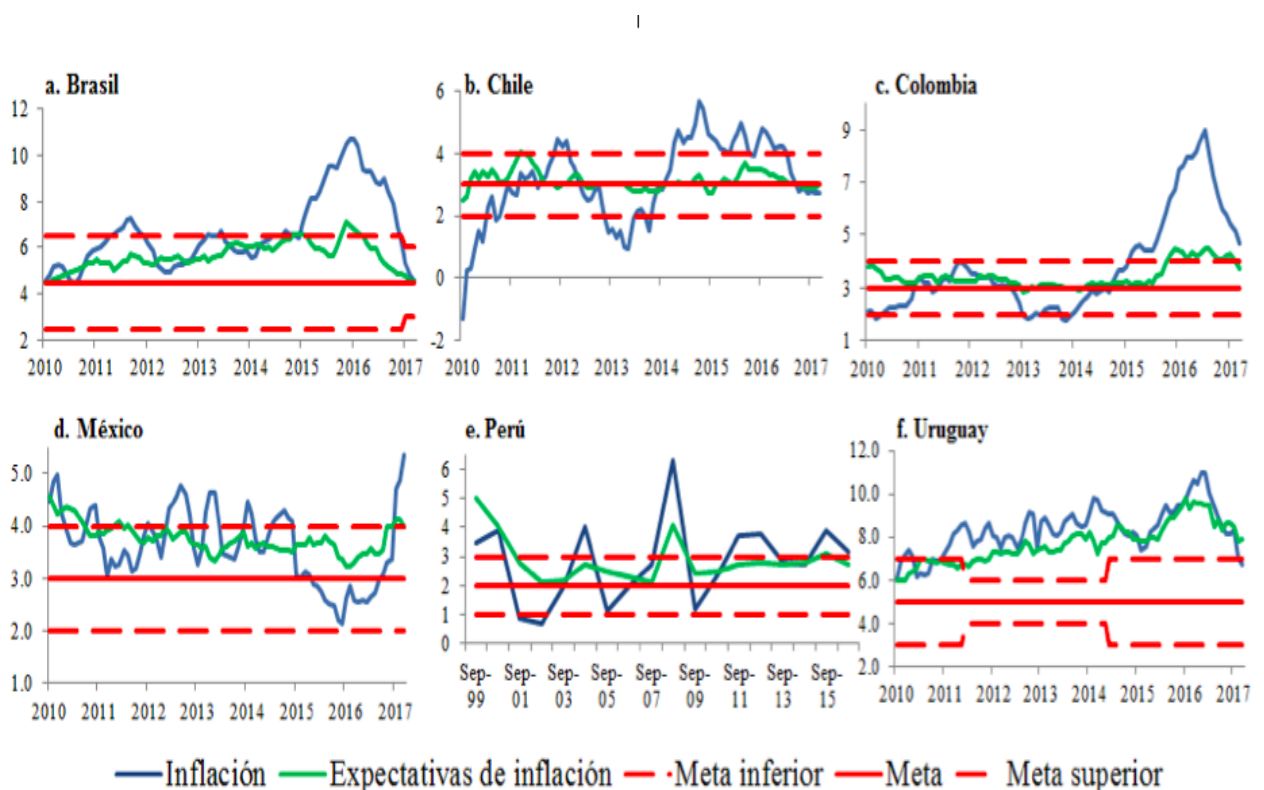 a. Brasil
12
10
8
6
4
2
2010 2011 2012 2013 2014 2015 2016 2017
b. Chile
6
5
4
3
2
0
-2
2010 2011 2012 2013 2014 2015 2016 2017
c. Colombia
9
7
5
3
1
2010 2011 2012 2013 2014 2015 2016 2017
d. México
5.0
4.0
3.0
2.0
1.0
2010 2011 2012 2013 2014 2015 2016 2017
e. Perú
6
5
4
3
2
1
0
Sep- Sep- Sep- Sep- Sep- Sep- Sep- Sep- Sep-
99 01 03 05 07 09 11 13 15
f. Uruguay
12.0
10.0
8.0
6.0
4.0
2.0
2010 2011 2012 2013 2014 2015 2016 2017
Inflación Expectativas de inflación Meta inferior Meta Meta superior